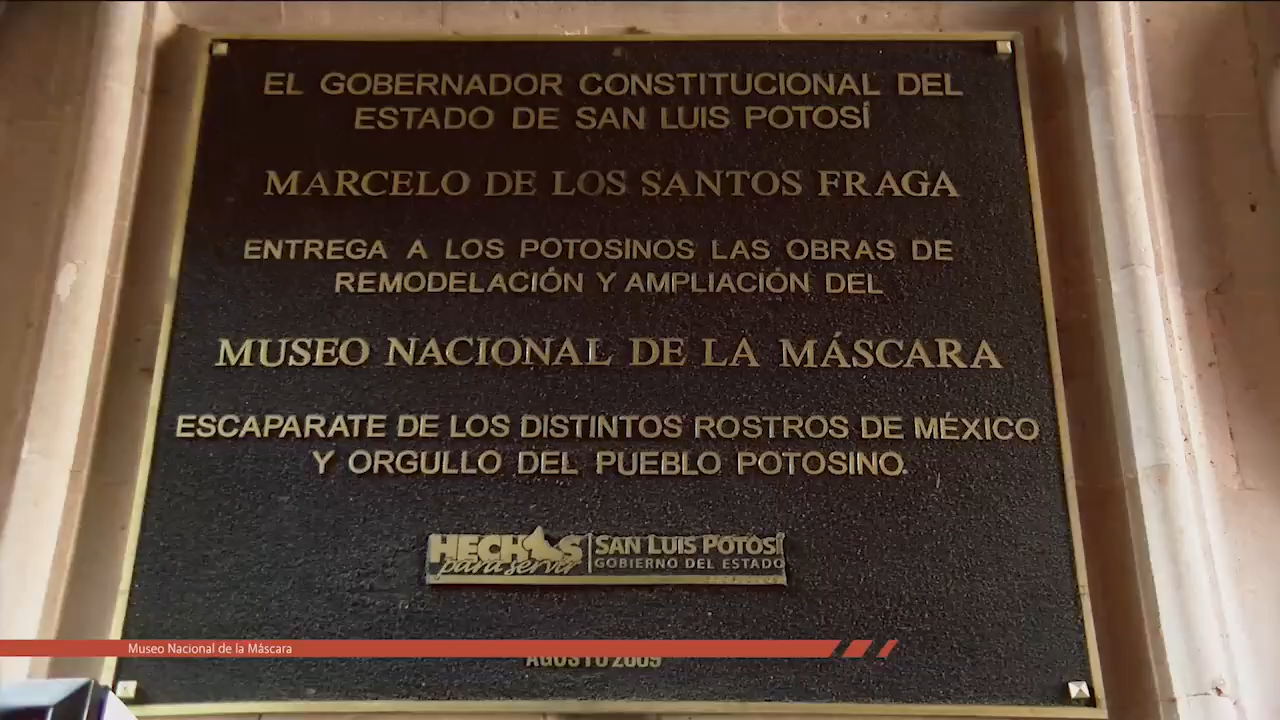 EL GOBERNADOR CONSTITUCIONAL DEL
ESTADO DE SAN LUIS POTOSÍ
MARCELO DE LOS SANTOS FRAGA
ENTREGA A LOS POTOSINOS LAS OBRAS DE
REMODELACIÓN Y AMPLIACIÓN DEL
MUSEO NACIONAL DE LA MÁSCARA
ESCAPARATE DE LOS DISTINTOS ROSTROS DE MÉXICO
Y ORGULLO DEL PUEBLO POTOSINO.
HECHOS
para servir
SAN LUIS POTOSÍ
GOBIERNO DEL ESTADO
Museo Nacional de la Máscara
AGOSTO 2009